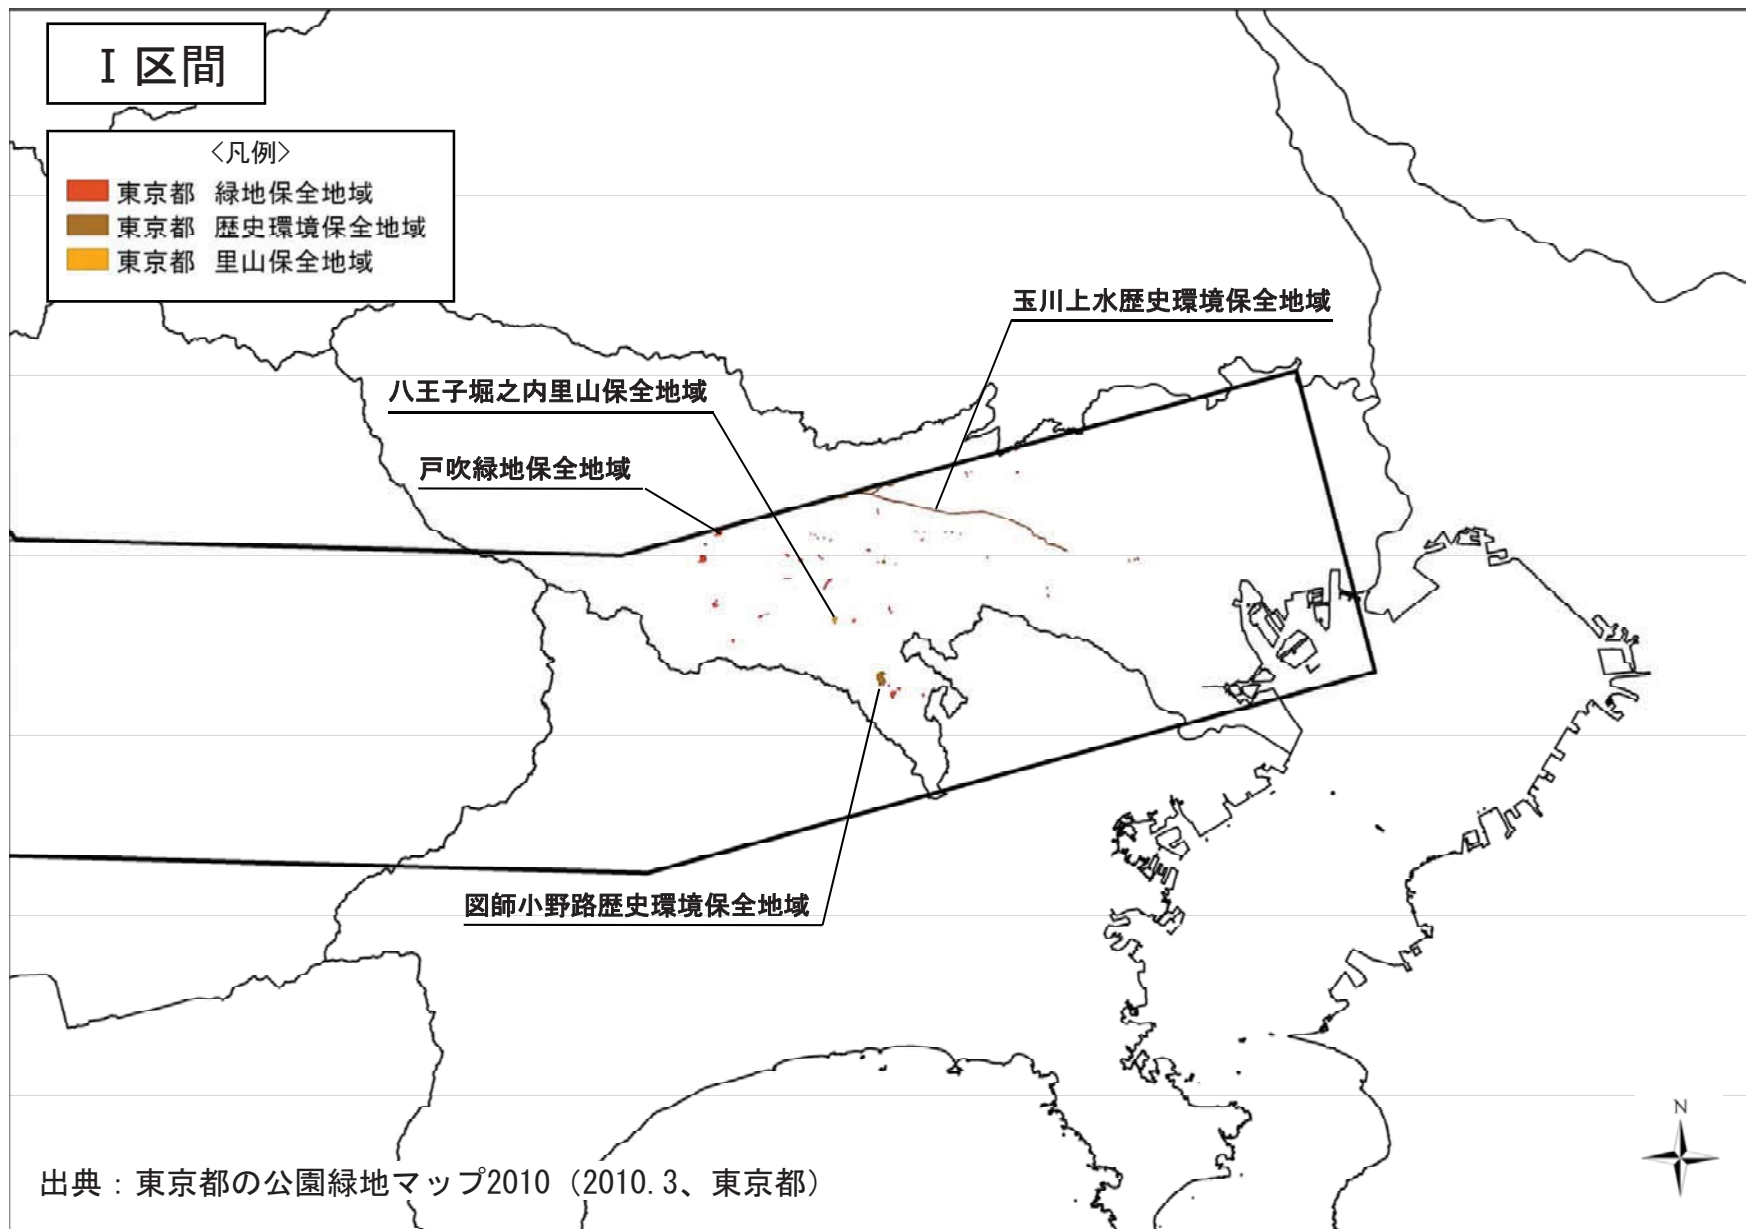 Ⅰ区間
<凡例>
東京都 緑地保全地域
東京都 歴史環境保全地域
東京都 里山保全地域
玉川上水歴史環境保全地域
八王子堀之内里山保全地域
戸吹緑地保全地域
図師小野路歴史環境保全地域
N
出典：東京都の公園緑地マップ2010（2010.3、東京都）